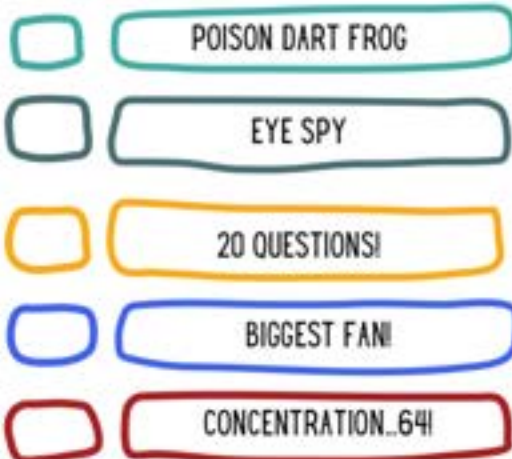 POISON DART FROG
EYE SPY
20 QUESTIONS!
BIGGEST FAN!
CONCENTRATION...64!